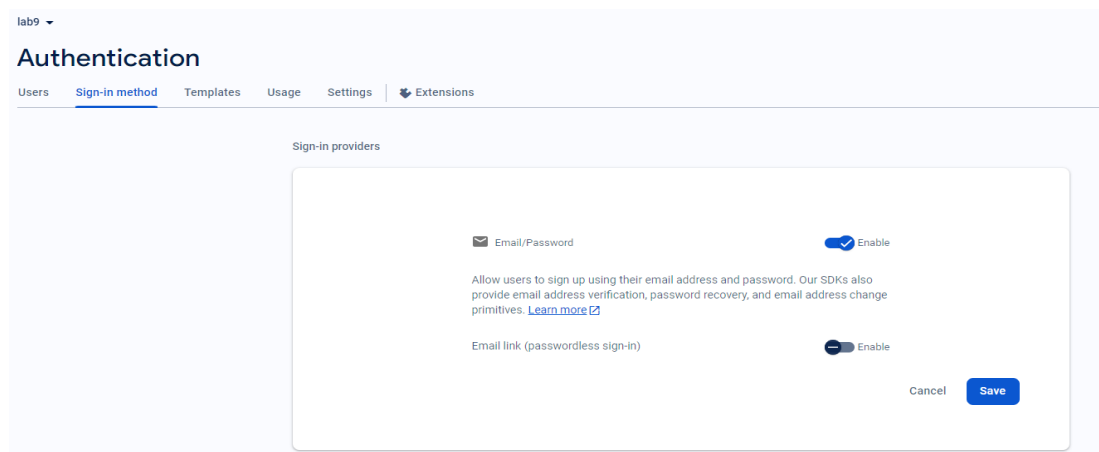 lab9
Authentication
Users Sign-in method Templates Usage Settings Extensions
Sign-in providers
Email/Password Enable
Allow users to sign up using their email address and password. Our SDKs also
provide email address verification, password recovery, and email address change
primitives. Learn more
Email link (passwordless sign-in) Enable
Cancel Save